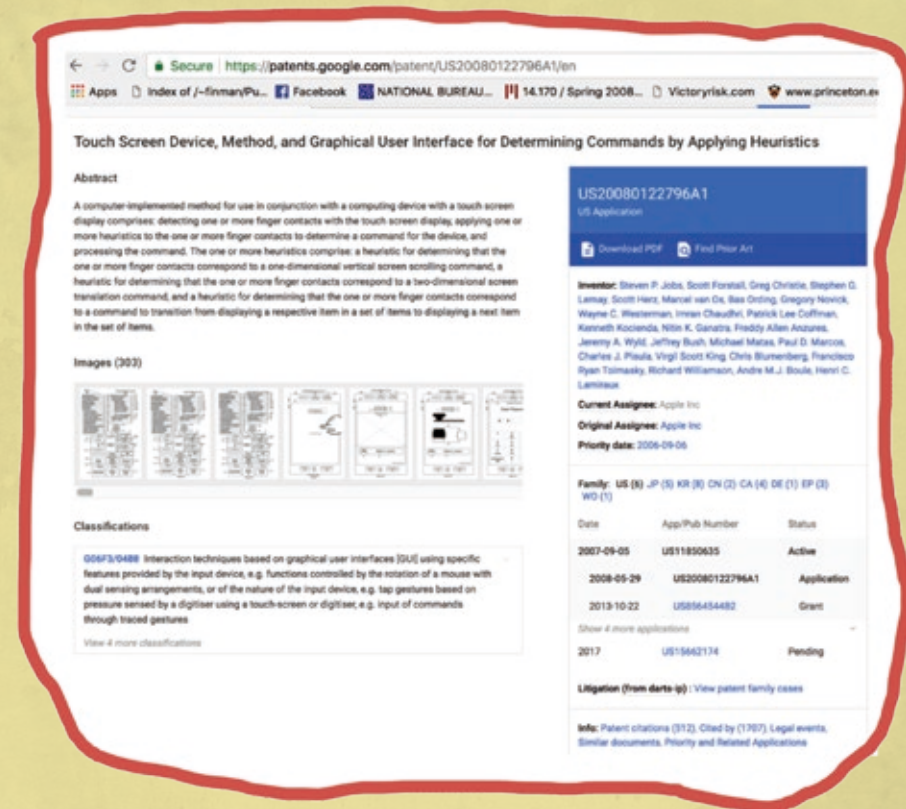 Secure https://patents.google.com/patent/US20080122796A1/en
Apps Index of /~finman/Pu... Facebook NATIONAL BUREAU... 14.170 / Spring 2008... Victoryrisk.com www.princeton.e
Touch Screen Device, Method, and Graphical User Interface for Determining Commands by Applying Heuristics
Abstract
A computer-implemented method for use in conjunction with a computing device with a touch screen
display comprises: detecting one or more finger contacts with the touch screen display, applying one or
more heuristics to the one or more finger contacts to determine a command for the device, and
processing the command. The one or more heuristics comprise: a heuristic for determining that the
one or more finger contacts correspond to a one-dimensional vertical screen scrolling command, a
heuristic for determining that the one or more finger contacts correspond to a two-dimensional screen
translation command, and a heuristic for determining that the one or more finger contacts correspond
to a command to transition from displaying a respective item in a set of items to displaying a next item
in the set of items.
Images (303)
Classifications
G06F3/0488 Interaction techniques based on graphical user interfaces [GUI] using specific
features provided by the input device, e.g. functions controlled by the rotation of a mouse with
dual sensing arrangements, or of the nature of the input device, e.g. tap gestures based on
pressure sensed by a digitiser using a touch-screen or digitiser, e.g. input of commands
through traced gestures
View 4 more classifications
US20080122796A1
US Application
Download PDF Find Prior Art
Inventor: Steven P. Jobs, Scott Forstall, Greg Christie, Stephen O.
Lemay, Scott Herz, Marcel van Os, Bas Ording, Gregory Novick,
Wayne C. Westerman, Imran Chaudhri, Patrick Lee Coffman,
Kenneth Kocienda, Nitin K. Ganatra, Freddy Allen Anzures,
Jeremy A. Wyld, Jeffrey Bush, Michael Matas, Paul D. Marcos,
Charles J. Pisula, Virgil Scott King, Chris Blumenberg, Francisco
Ryan Tolmasky, Richard Williamson, Andre M.J. Boule, Henri C.
Lamiraux
Current Assignee: Apple Inc
Original Assignee: Apple Inc
Priority date: 2006-09-06
Family: US (6) JP (5) KR (8) CN (2) CA (4) DE (1) EP (3)
WO (1)
Date App/Pub Number Status
2007-09-05 US11850635 Active
2008-05-29 US20080122796A1 Application
2013-10-22 US8564544B2 Grant
Show 4 more applications
2017 US15662174 Pending
Litigation (from darts-ip) : View patent family cases
Info: Patent citations (512), Cited by (1707), Legal events,
Similar documents, Priority and Related Applications